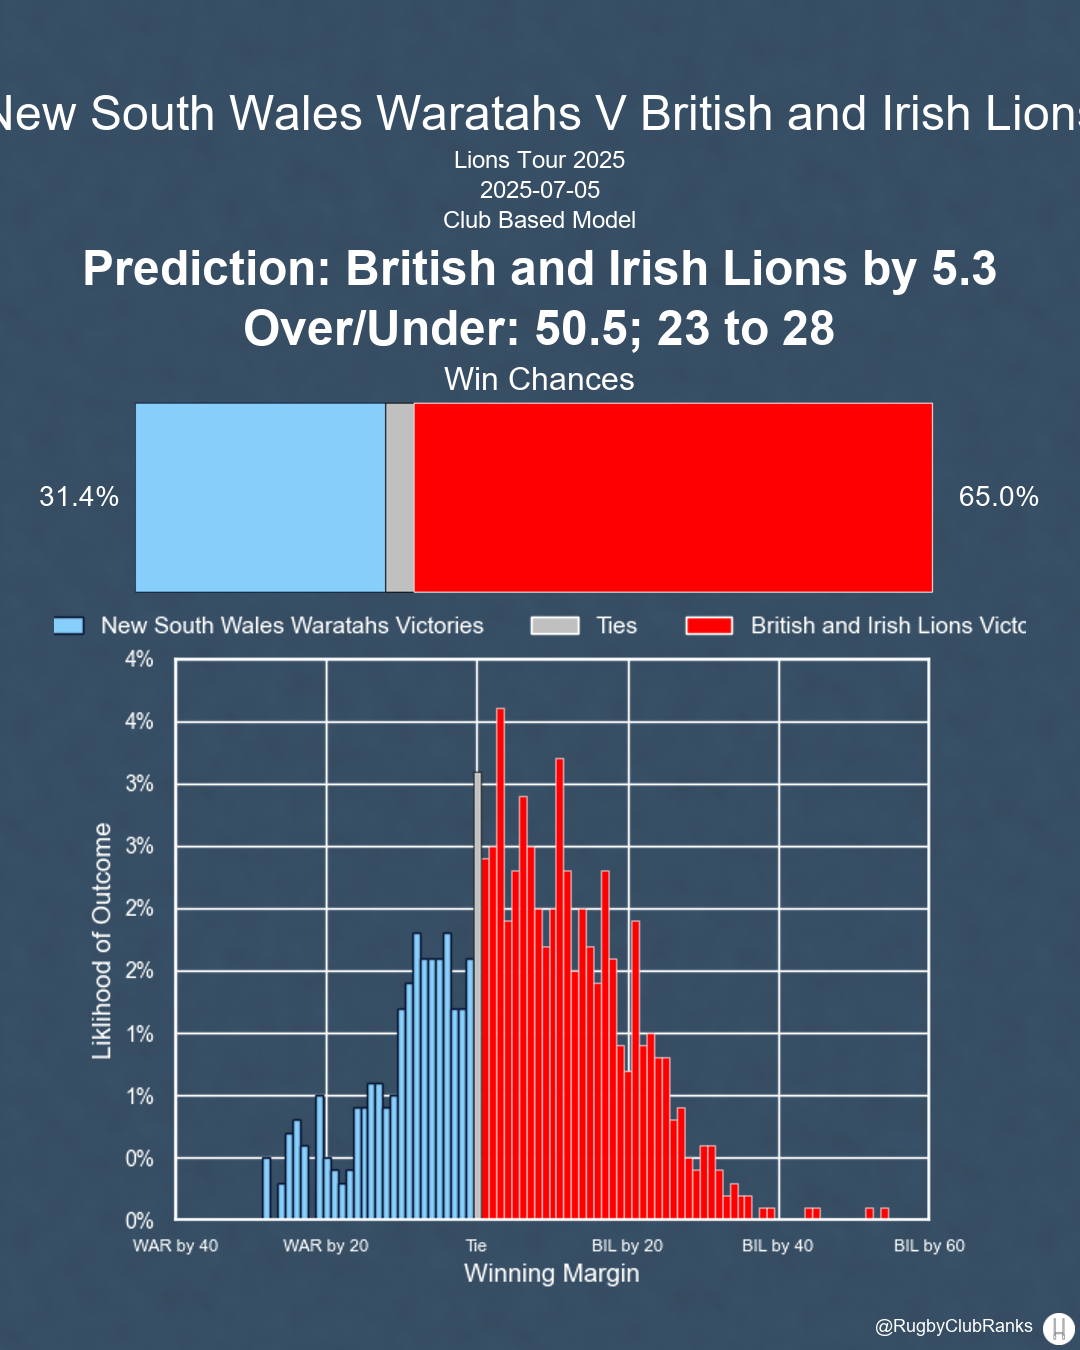 New South Wales Waratahs V British and Irish Lions
Lions Tour 2025
2025-07-05
Club Based Model
Prediction: British and Irish Lions by 5.3
Over/Under: 50.5; 23 to 28
Win Chances
31.4%
65.0%
New South Wales Waratahs Victories
Ties
British and Irish Lions Victo
4%
4%
3%
3%
2%
2%
1%
1%
0%
0%
Liklihood of Outcome
WAR by 40
WAR by 20
Tie
BIL by 20
BIL by 40
BIL by 60
Winning Margin
@RugbyClubRanks